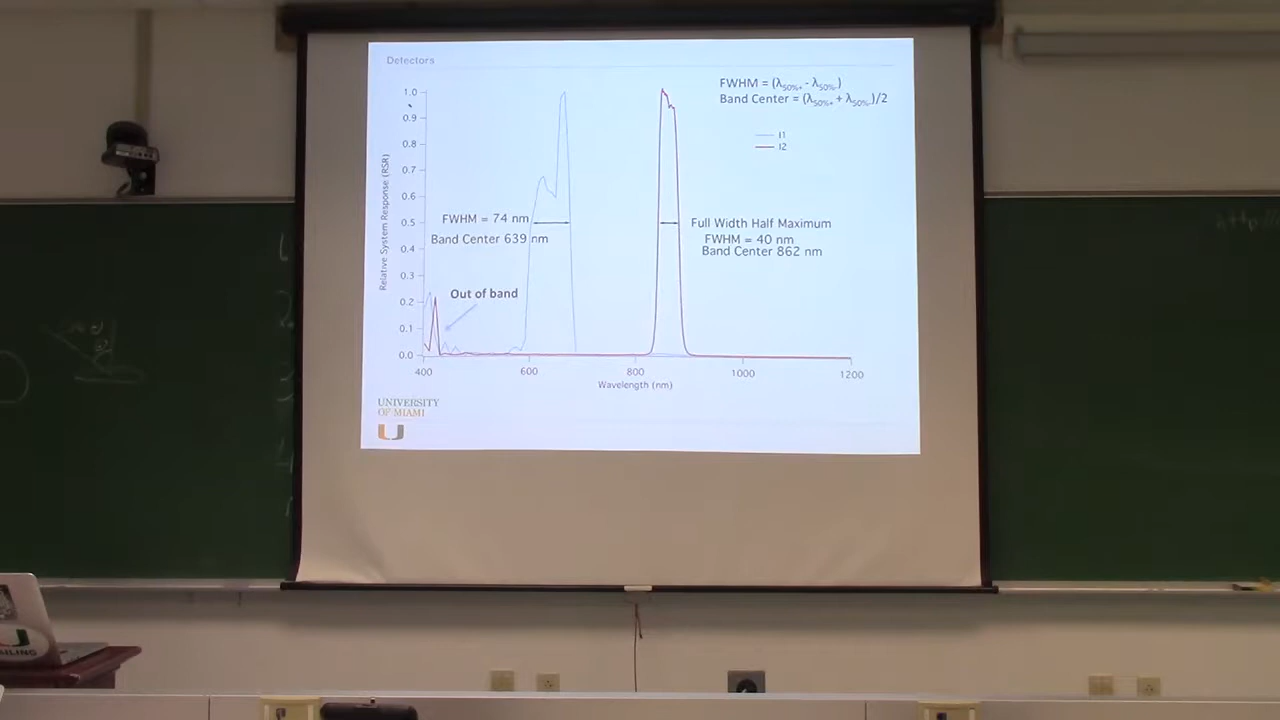 Detectors
FWHM = (λ50%+ - λ50%-)
Band Center = (λ50%+ + λ50%-)/2
I1
I2
1.0
0.9
0.8
0.7
0.6
0.5
0.4
0.3
0.2
0.1
0.0
Relative System Response (RSR)
FWHM = 74 nm
Band Center 639 nm
Full Width Half Maximum
FWHM = 40 nm
Band Center 862 nm
Out of band
400 600 800 1000 1200
Wavelength (nm)
UNIVERSITY
OF MIAMI
U
U